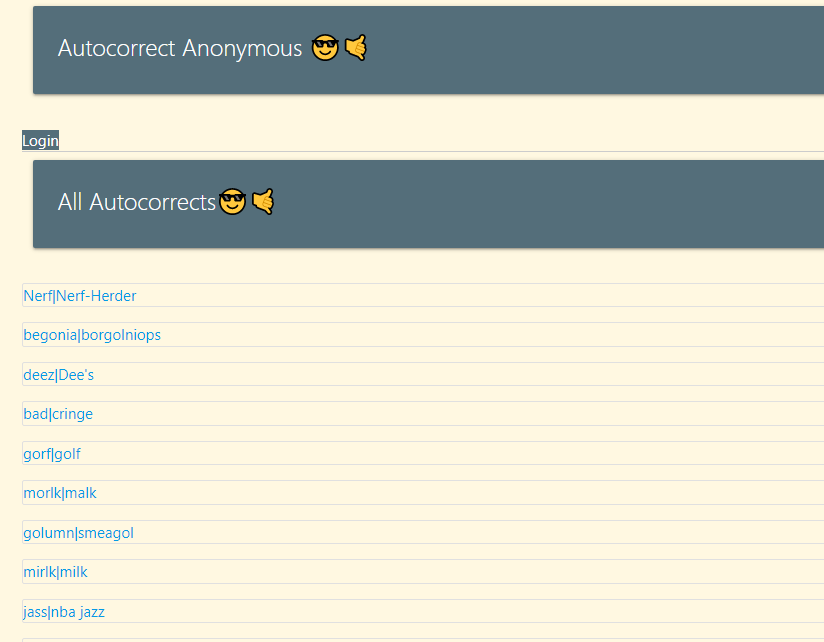 Autocorrect Anonymous 😎🤙
Login
All Autocorrects😎🤙
Nerf|Nerf-Herder
begonia|borgolniops
deez|Dee's
bad|cringe
gorf|golf
morlk|malk
golumn|smeagol
mirlk|milk
jass|nba jazz